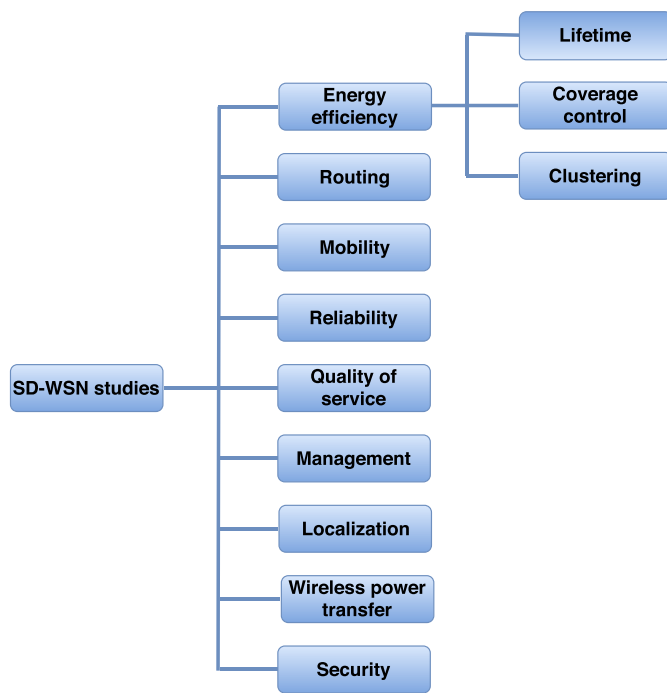 Lifetime
Energy
efficiency
Coverage
control
Routing
Clustering
Mobility
Reliability
SD-WSN studies
Quality of
service
Management
Localization
Wireless power
transfer
Security